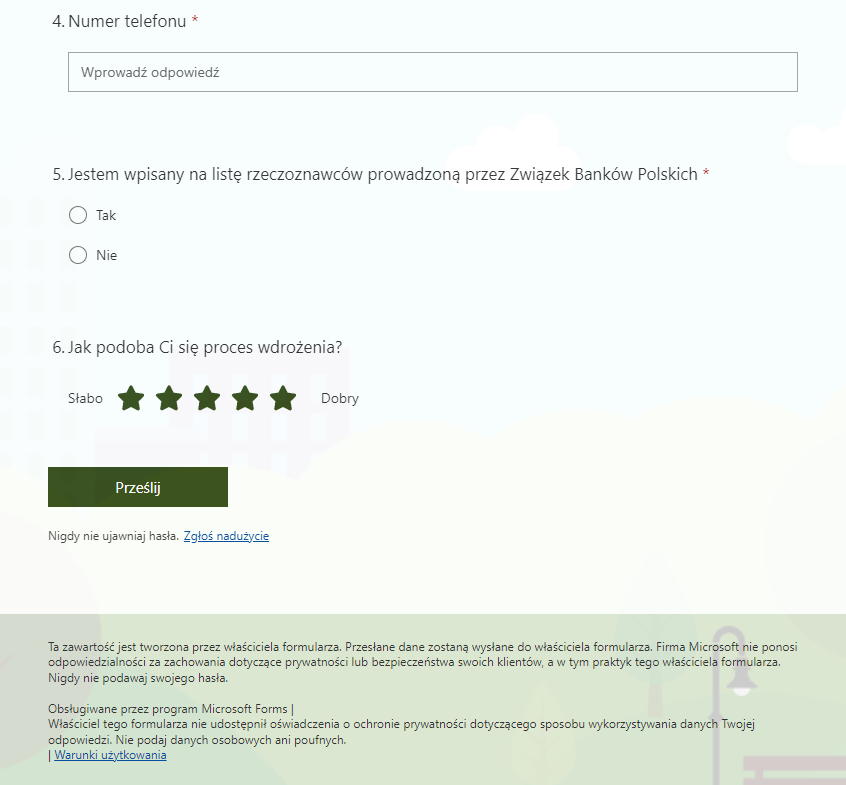 4. Numer telefonu *
Wprowadź odpowiedź
5. Jestem wpisany na listę rzeczoznawców prowadzoną przez Związek Banków Polskich *
Tak
Nie
6. Jak podoba Ci się proces wdrożenia?
Słabo Dobry
Prześlij
Nigdy nie ujawniaj hasła. Zgłoś nadużycie
Ta zawartość jest tworzona przez właściciela formularza. Przesłane dane zostaną wysłane do właściciela formularza. Firma Microsoft nie ponosi
odpowiedzialności za zachowania dotyczące prywatności lub bezpieczeństwa swoich klientów, a w tym praktyk tego właściciela formularza.
Nigdy nie podawaj swojego hasła.
Obsługiwane przez program Microsoft Forms |
Właściciel tego formularza nie udostępnił oświadczenia o ochronie prywatności dotyczącego sposobu wykorzystywania danych Twojej
odpowiedzi. Nie podaj danych osobowych ani poufnych.
| Warunki użytkowania